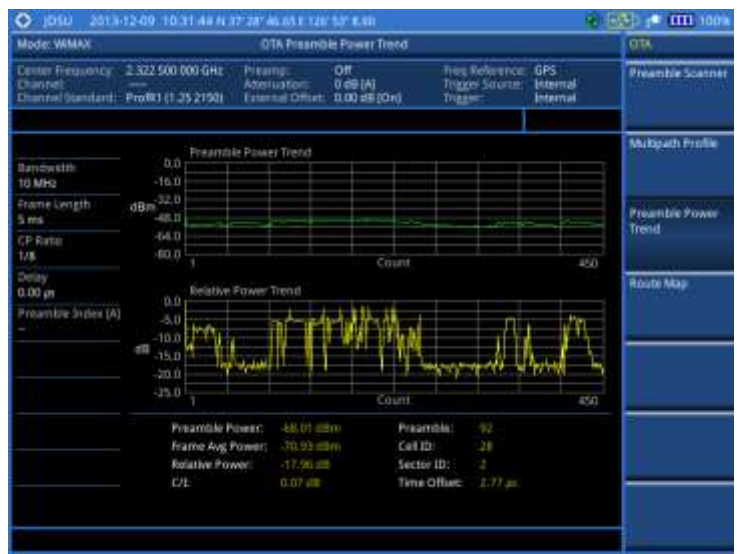 JDSU 2013-12-09 10:31:44 N 37° 28" 46.651 E 126° 53" 8.60 100%
Mode: WiMAX OTA Preamble Power Trend OTA
Center Frequency: 2.322 500 000 GHz Preamp: Off Freq Reference: GPS
Channel: ---- Attenuation: 0 dB [A] Trigger Source: Internal
Channel Standard: Profil1 (1.25 2150) External Offset: 0.00 dB [On] Trigger: Internal
Preamble Scanner
Multipath Profile
Preamble Power Trend
Route Map
Bandwidth
10 MHz
Frame Length
5 ms
CP Ratio
1/8
Delay
0.00 µs
Preamble Index [A]
--
Preamble Power Trend
0.0
-16.0
dBm -32.0
-48.0
-64.0
-80.0
1 Count 450
Relative Power Trend
0.0
-5.0
-10.0
dB -15.0
-20.0
-25.0
1 Count 450
Preamble Power: -68.01 dBm Preamble: 92
Frame Avg Power: -70.93 dBm Cell ID: 28
Relative Power: -17.96 dB Sector ID: 2
C/I: 0.07 dB Time Offset: 2.77 µs